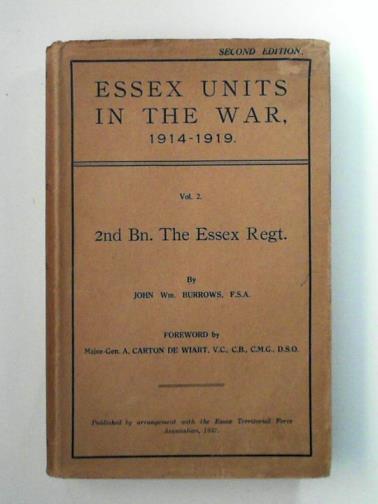 SECOND EDITION.
ESSEX UNITS
IN THE WAR,
1914-1919.
Vol. 2.
2nd Bn. The Essex Regt.
By
JOHN Wm. BURROWS, F.S.A.
FOREWORD by
Major-Gen. A. CARTON DE WIART, V.C., C.B., C.M.G., D.S.O.
Published by arrangement with the Essex Territorial Force
Association, 1937.